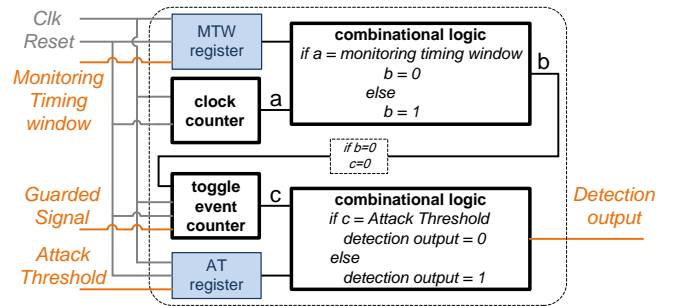 Clk
Reset
Monitoring
Timing
window
Guarded
Signal
Attack
Threshold
MTW
register
clock
counter
a
combinational logic
if a = monitoring timing window
b = 0
else
b = 1
b
if b=0
c=0
toggle
event
counter
c
AT
register
combinational logic
if c = Attack Threshold
detection output = 0
else
detection output = 1
Detection
output